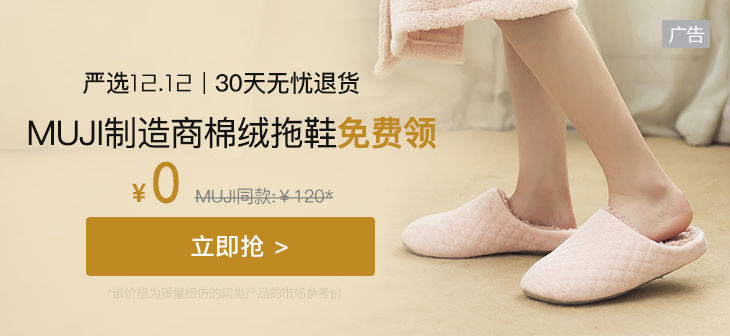 广告
严选12.12｜30天无忧退货
MUJI制造商棉绒拖鞋免费领
¥0 MUJI同款:¥120*
立即抢 >
*该价格为质量相仿的同类产品的市场参考价